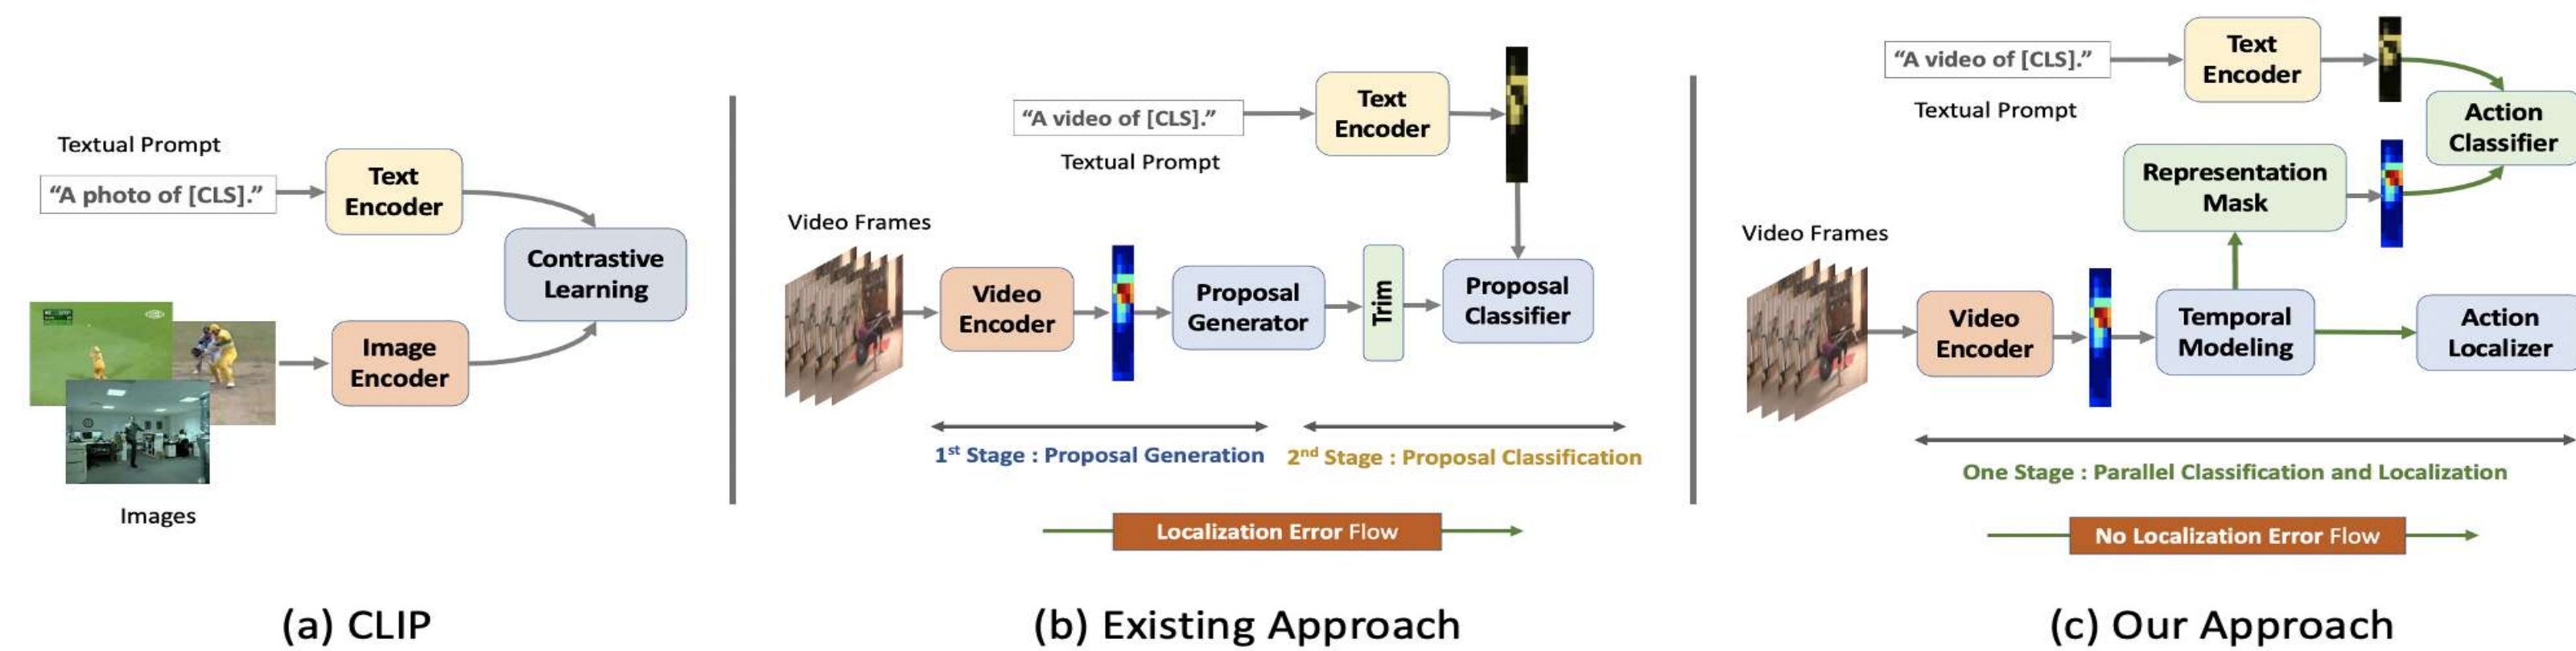 Textual Prompt
“A photo of [CLS].”
Text
Encoder
Contrastive
Learning
Image
Encoder
Images
(a) CLIP
“A video of [CLS].”
Textual Prompt
Text
Encoder
Video Frames
Video
Encoder
Proposal
Generator
Trim
Proposal
Classifier
1st Stage : Proposal Generation
2nd Stage : Proposal Classification
Localization Error Flow
(b) Existing Approach
“A video of [CLS].”
Textual Prompt
Text
Encoder
Action
Classifier
Representation
Mask
Video Frames
Video
Encoder
Temporal
Modeling
Action
Localizer
One Stage : Parallel Classification and Localization
No Localization Error Flow
(c) Our Approach